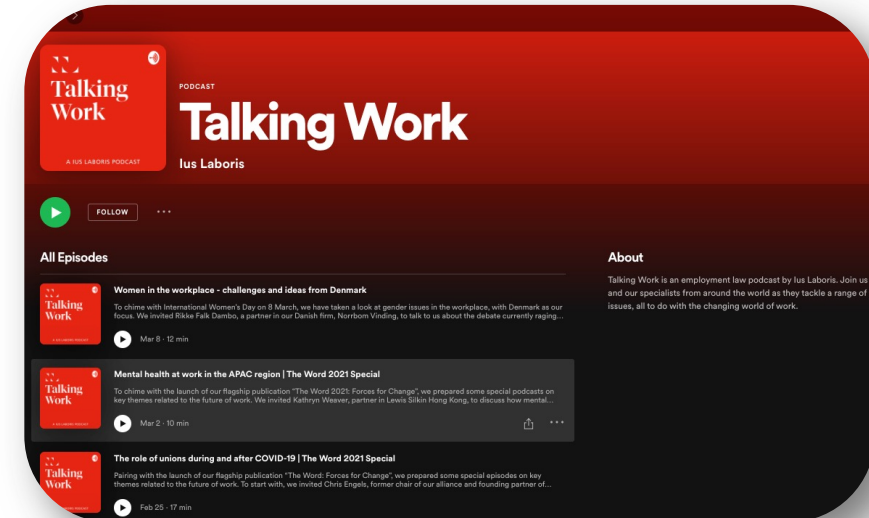 Talking
Work
A IUS LABORIS PODCAST
PODCAST
Talking Work
Ius Laboris
FOLLOW
All Episodes
Talking
Work
Women in the workplace - challenges and ideas from Denmark
To chime with International Women's Day on 8 March, we have taken a look at gender issues in the workplace, with Denmark as our
focus. We invited Rikke Falk Dambo, a partner in our Danish firm, Norrbom Vinding, to talk to us about the debate currently raging...
Mar 8 · 12 min
Talking
Work
Mental health at work in the APAC region | The Word 2021 Special
To chime with the launch of our flagship publication "The Word 2021: Forces for Change", we prepared some special podcasts on
key themes related to the future of work. We invited Kathryn Weaver, partner in Lewis Silkin Hong Kong, to discuss how mental...
Mar 2 · 10 min
Talking
Work
The role of unions during and after COVID-19 | The Word 2021 Special
Pairing with the launch of our flagship publication "The Word: Forces for Change", we prepared some special episodes on key
themes related to the future of work. To start with, we invited Chris Engels, former chair of our alliance and founding partner of...
Feb 25 · 17 min
About
Talking Work is an employment law podcast by Ius Laboris. Join us
and our specialists from around the world as they tackle a range of
issues, all to do with the changing world of work.